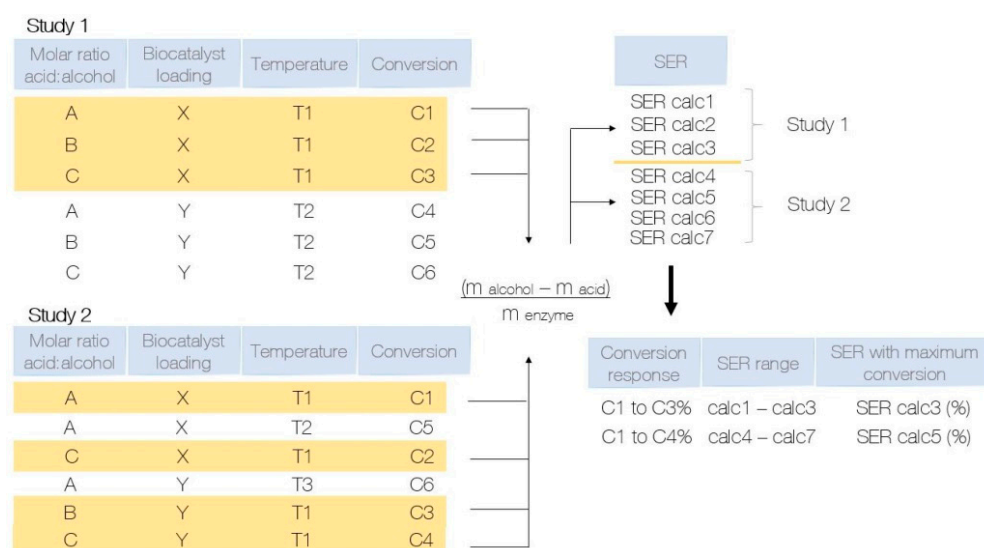 Study 1
Molar ratio acid:alcohol Biocatalyst loading Temperature Conversion
A X T1 C1
B X T1 C2
C X T1 C3
A Y T2 C4
B Y T2 C5
C Y T2 C6
Study 2
Molar ratio acid:alcohol Biocatalyst loading Temperature Conversion
A X T1 C1
A X T2 C5
C X T1 C2
A Y T3 C6
B Y T1 C3
C Y T1 C4
(m alcohol – m acid)
m enzyme
SER
SER calc1
SER calc2
SER calc3
Study 1
SER calc4
SER calc5
SER calc6
SER calc7
Study 2
Conversion response SER range SER with maximum conversion
C1 to C3% calc1 – calc3 SER calc3 (%)
C1 to C4% calc4 – calc7 SER calc5 (%)